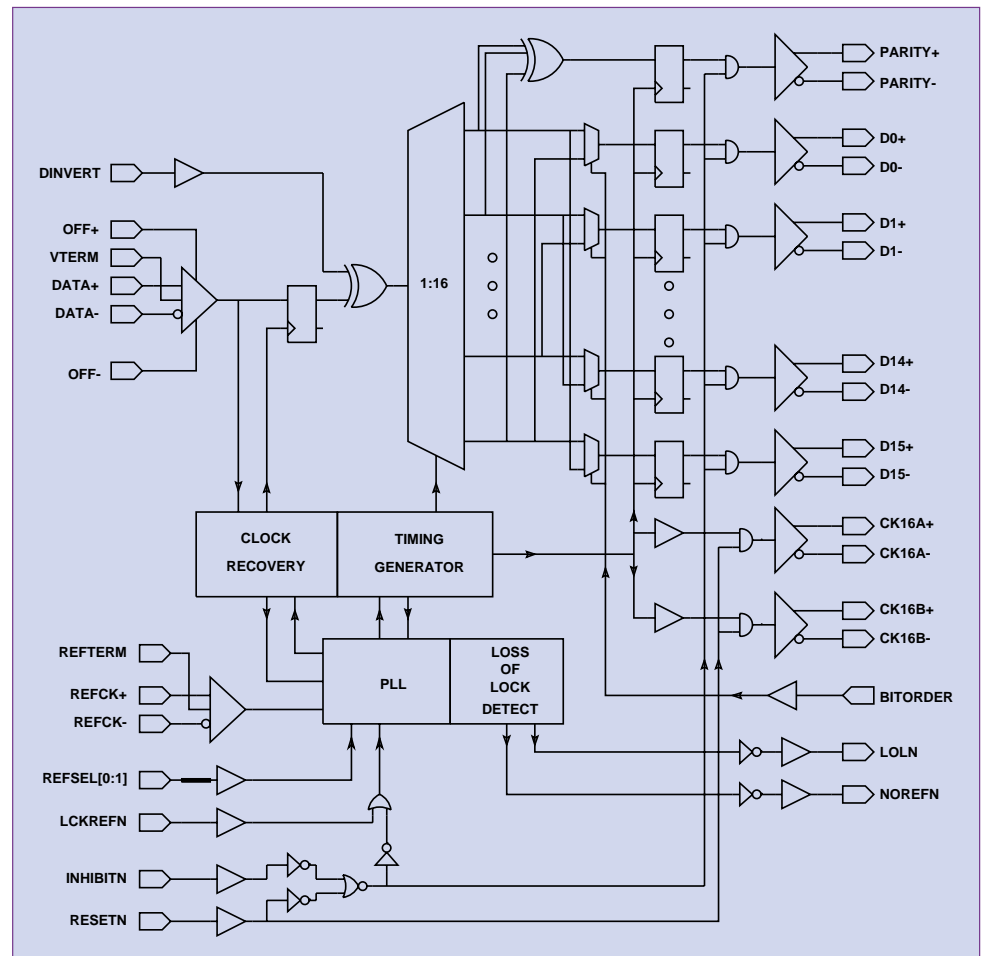 PARITY+
PARITY-
D0+
D0-
DINVERT
OFF+
D1+
VTERM
D1-
DATA+
1:16
DATA-
OFF-
D14+
D14-
D15+
D15-
CLOCK
RECOVERY
TIMING
GENERATOR
CK16A+
CK16A-
CK16B+
CK16B-
REFTERM
REFCK+
REFCK-
PLL
LOSS
OF
LOCK
DETECT
BITORDER
LOLN
REFSEL[0:1]
NOREFN
LCKREFN
INHIBITN
RESETN